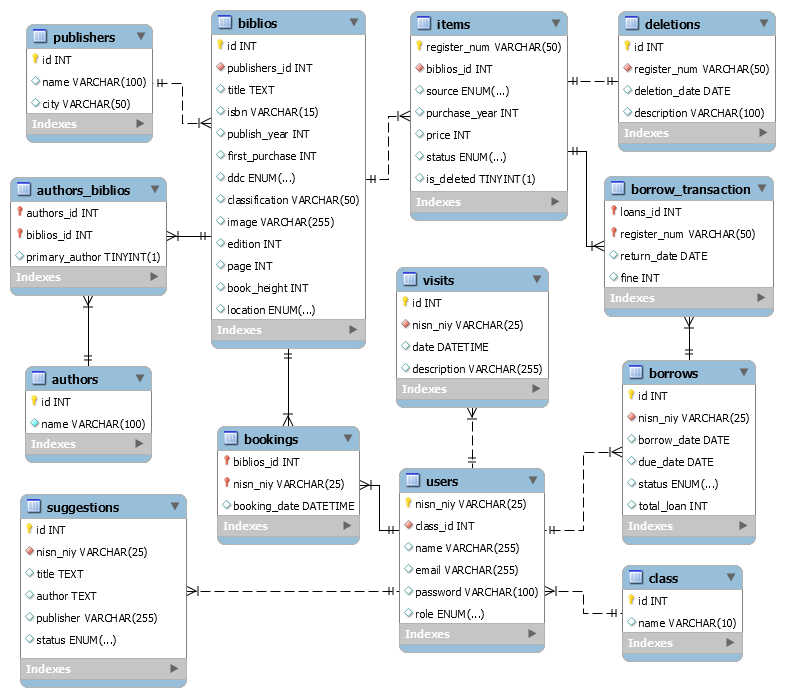 publishers
id INT
name VARCHAR(100)
city VARCHAR(50)
Indexes
biblios
id INT
publishers_id INT
title TEXT
isbn VARCHAR(15)
publish_year INT
first_purchase INT
ddc ENUM(...)
classification VARCHAR(50)
image VARCHAR(255)
edition INT
page INT
book_height INT
location ENUM(...)
Indexes
items
register_num VARCHAR(50)
biblios_id INT
source ENUM(...)
purchase_year INT
price INT
status ENUM(...)
is_deleted TINYINT(1)
Indexes
deletions
id INT
register_num VARCHAR(50)
deletion_date DATE
description VARCHAR(100)
Indexes
authors_biblios
authors_id INT
biblios_id INT
primary_author TINYINT(1)
Indexes
borrow_transaction
loans_id INT
register_num VARCHAR(50)
return_date DATE
fine INT
Indexes
visits
id INT
nisn_niy VARCHAR(25)
date DATETIME
description VARCHAR(255)
Indexes
authors
id INT
name VARCHAR(100)
Indexes
borrows
id INT
nisn_niy VARCHAR(25)
borrow_date DATE
due_date DATE
status ENUM(...)
total_loan INT
Indexes
bookings
biblios_id INT
nisn_niy VARCHAR(25)
booking_date DATETIME
Indexes
users
nisn_niy VARCHAR(25)
class_id INT
name VARCHAR(255)
email VARCHAR(255)
password VARCHAR(100)
role ENUM(...)
Indexes
suggestions
id INT
nisn_niy VARCHAR(25)
title TEXT
author TEXT
publisher VARCHAR(255)
status ENUM(...)
Indexes
class
id INT
name VARCHAR(10)
Indexes